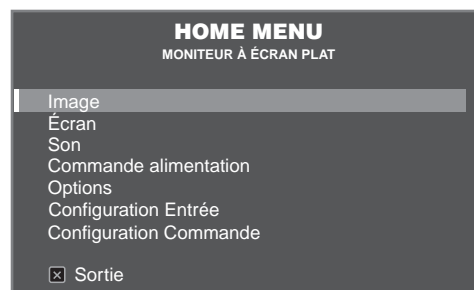 HOME MENU
MONITEUR À ÉCRAN PLAT
Image
Écran
Son
Commande alimentation
Options
Configuration Entrée
Configuration Commande
Sortie